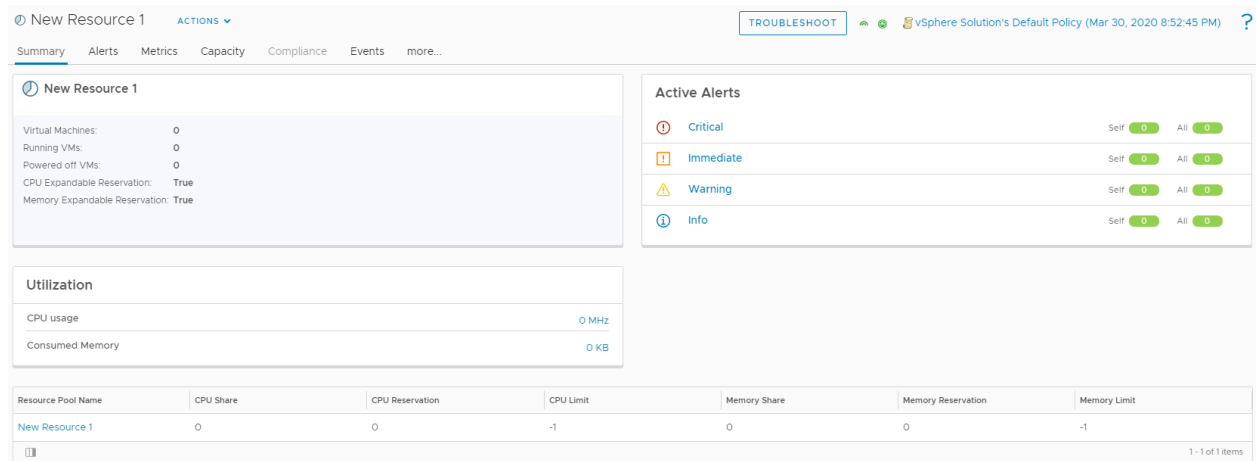 New Resource 1 ACTIONS TROUBLESHOOT vSphere Solution's Default Policy (Mar 30, 2020 8:52:45 PM) ?
Summary Alerts Metrics Capacity Compliance Events more...
New Resource 1
Virtual Machines: 0
Running VMs: 0
Powered off VMs: 0
CPU Expandable Reservation: True
Memory Expandable Reservation: True
Active Alerts
Critical Self 0 All 0
Immediate Self 0 All 0
Warning Self 0 All 0
Info Self 0 All 0
Utilization
CPU usage 0 MHz
Consumed Memory 0 KB
Resource Pool Name CPU Share CPU Reservation CPU Limit Memory Share Memory Reservation Memory Limit
New Resource 1 0 0 -1 0 0 -1
1 - 1 of 1 items